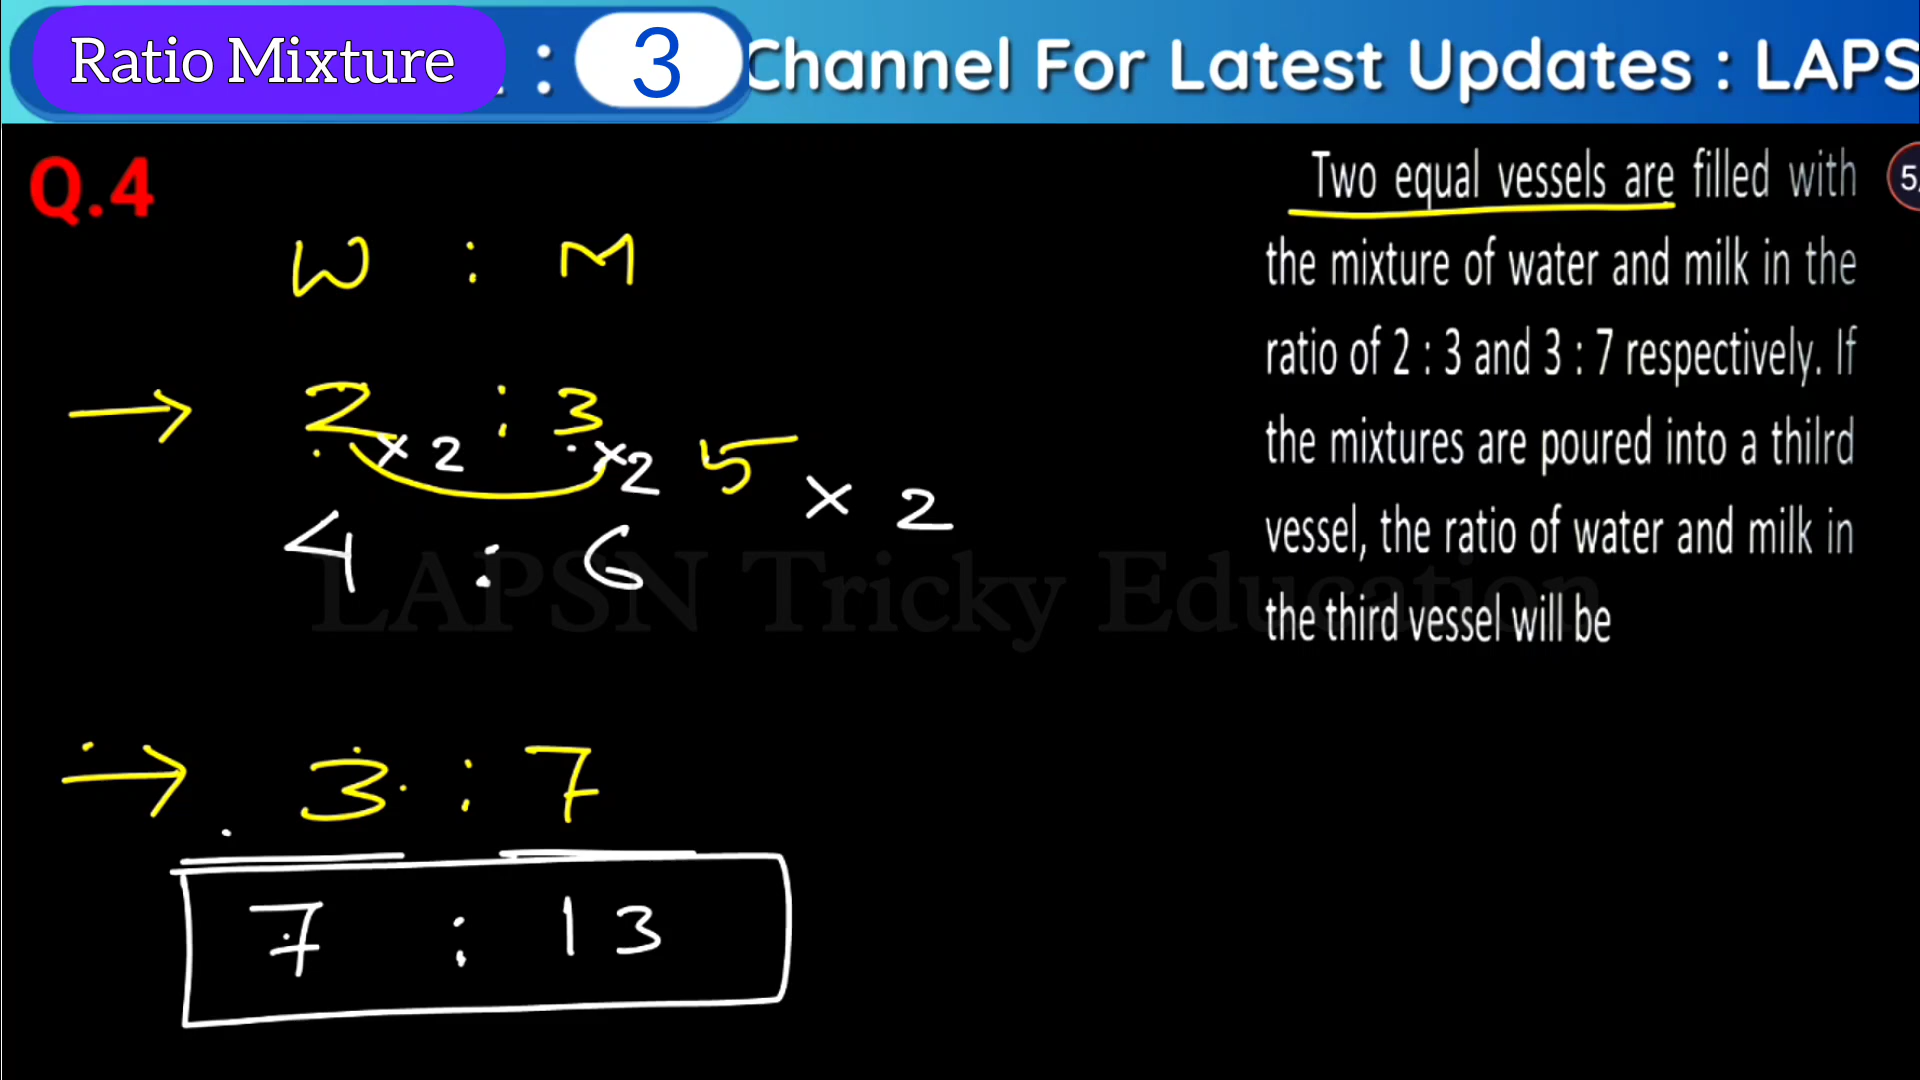 Ratio Mixture : 3 Channel For Latest Updates : LAPS
Q.4
Two equal vessels are filled with
the mixture of water and milk in the
ratio of 2 : 3 and 3 : 7 respectively. If
the mixtures are poured into a thilrd
vessel, the ratio of water and milk in
the third vessel will be
5
W : M
2 : 3
× 2 × 2 5 × 2
4 : 6
LAPSN Tricky Education
3 : 7
7 : 13